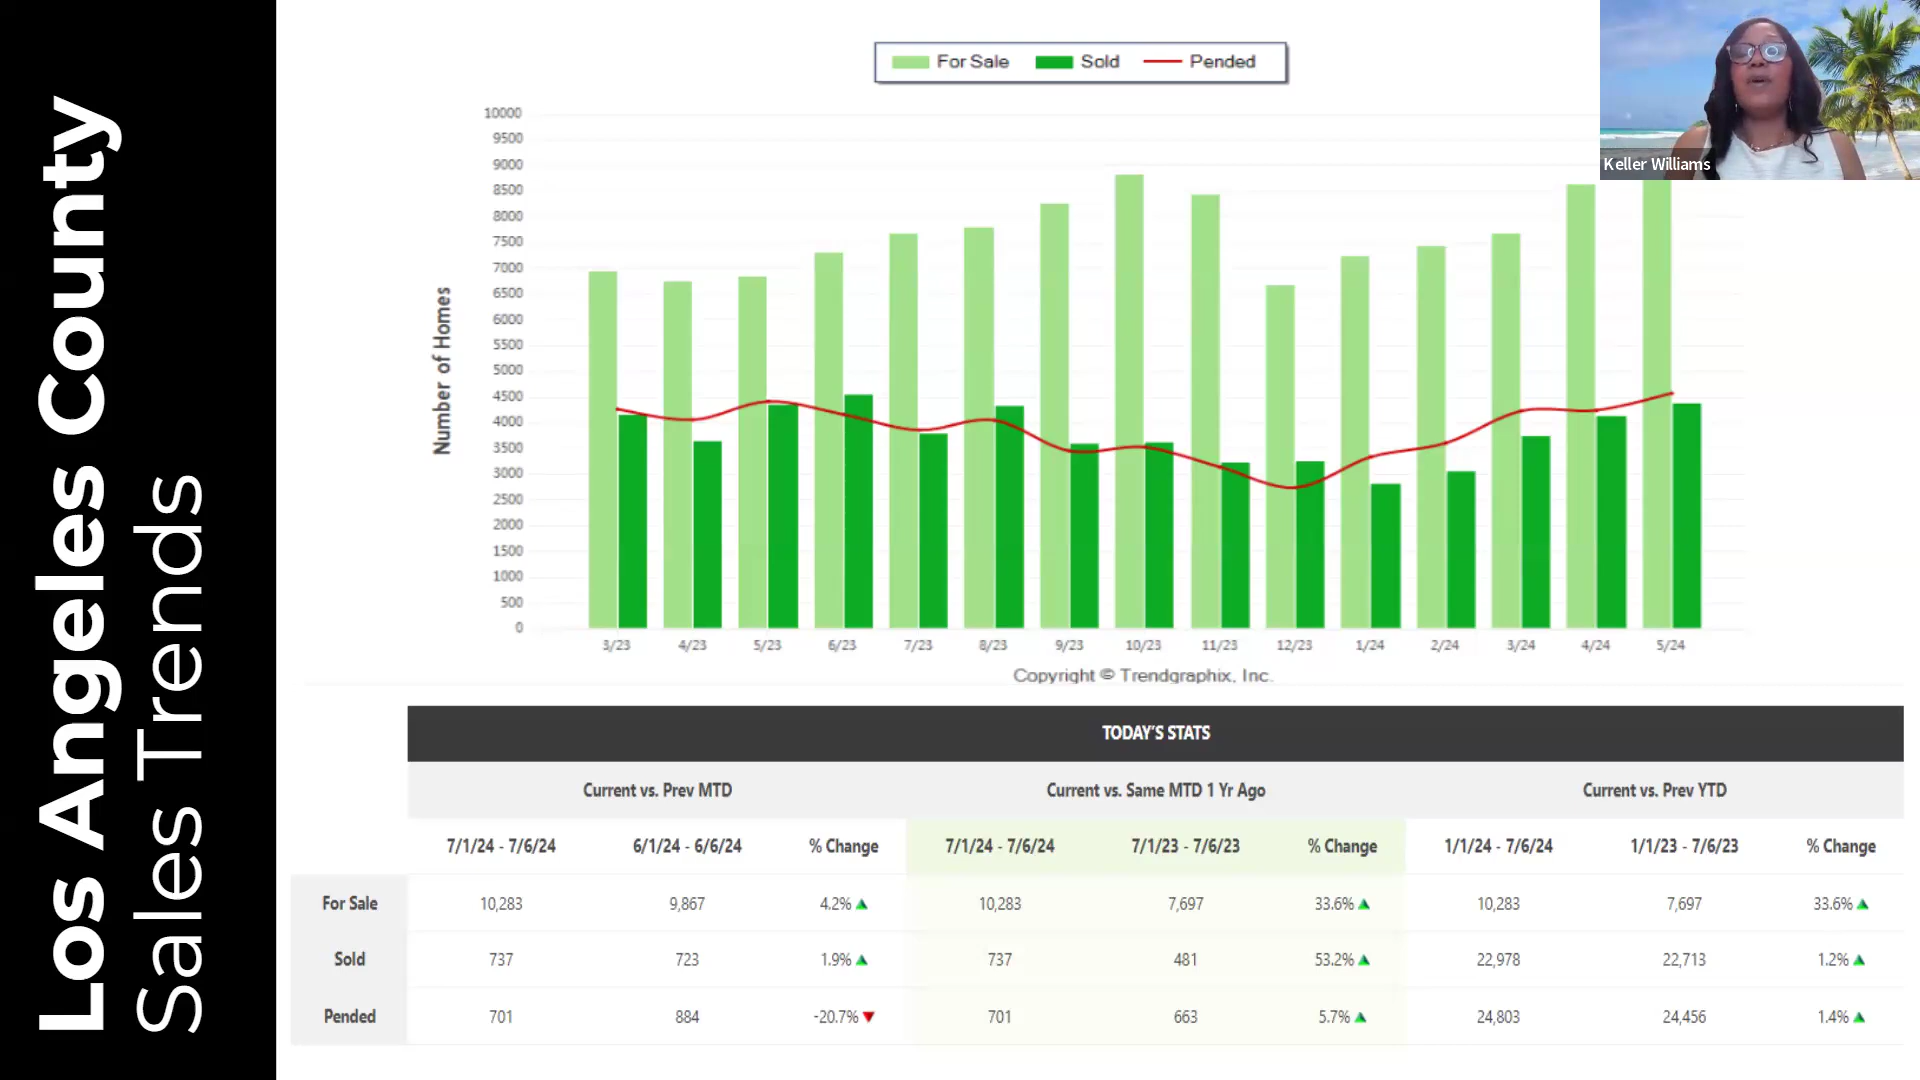 Los Angeles County
Sales Trends
For Sale
Sold
Pended
Keller Williams
Number of Homes
10000
9500
9000
8500
8000
7500
7000
6500
6000
5500
5000
4500
4000
3500
3000
2500
2000
1500
1000
500
0
3/23 4/23 5/23 6/23 7/23 8/23 9/23 10/23 11/23 12/23 1/24 2/24 3/24 4/24 5/24
Copyright © Trendgraphix, Inc.
TODAY'S STATS
Current vs. Prev MTD Current vs. Same MTD 1 Yr Ago Current vs. Prev YTD
7/1/24 - 7/6/24 6/1/24 - 6/6/24 % Change 7/1/24 - 7/6/24 7/1/23 - 7/6/23 % Change 1/1/24 - 7/6/24 1/1/23 - 7/6/23 % Change
For Sale 10,283 9,867 4.2% 10,283 7,697 33.6% 10,283 7,697 33.6%
Sold 737 723 1.9% 737 481 53.2% 22,978 22,713 1.2%
Pended 701 884 -20.7% 701 663 5.7% 24,803 24,456 1.4%